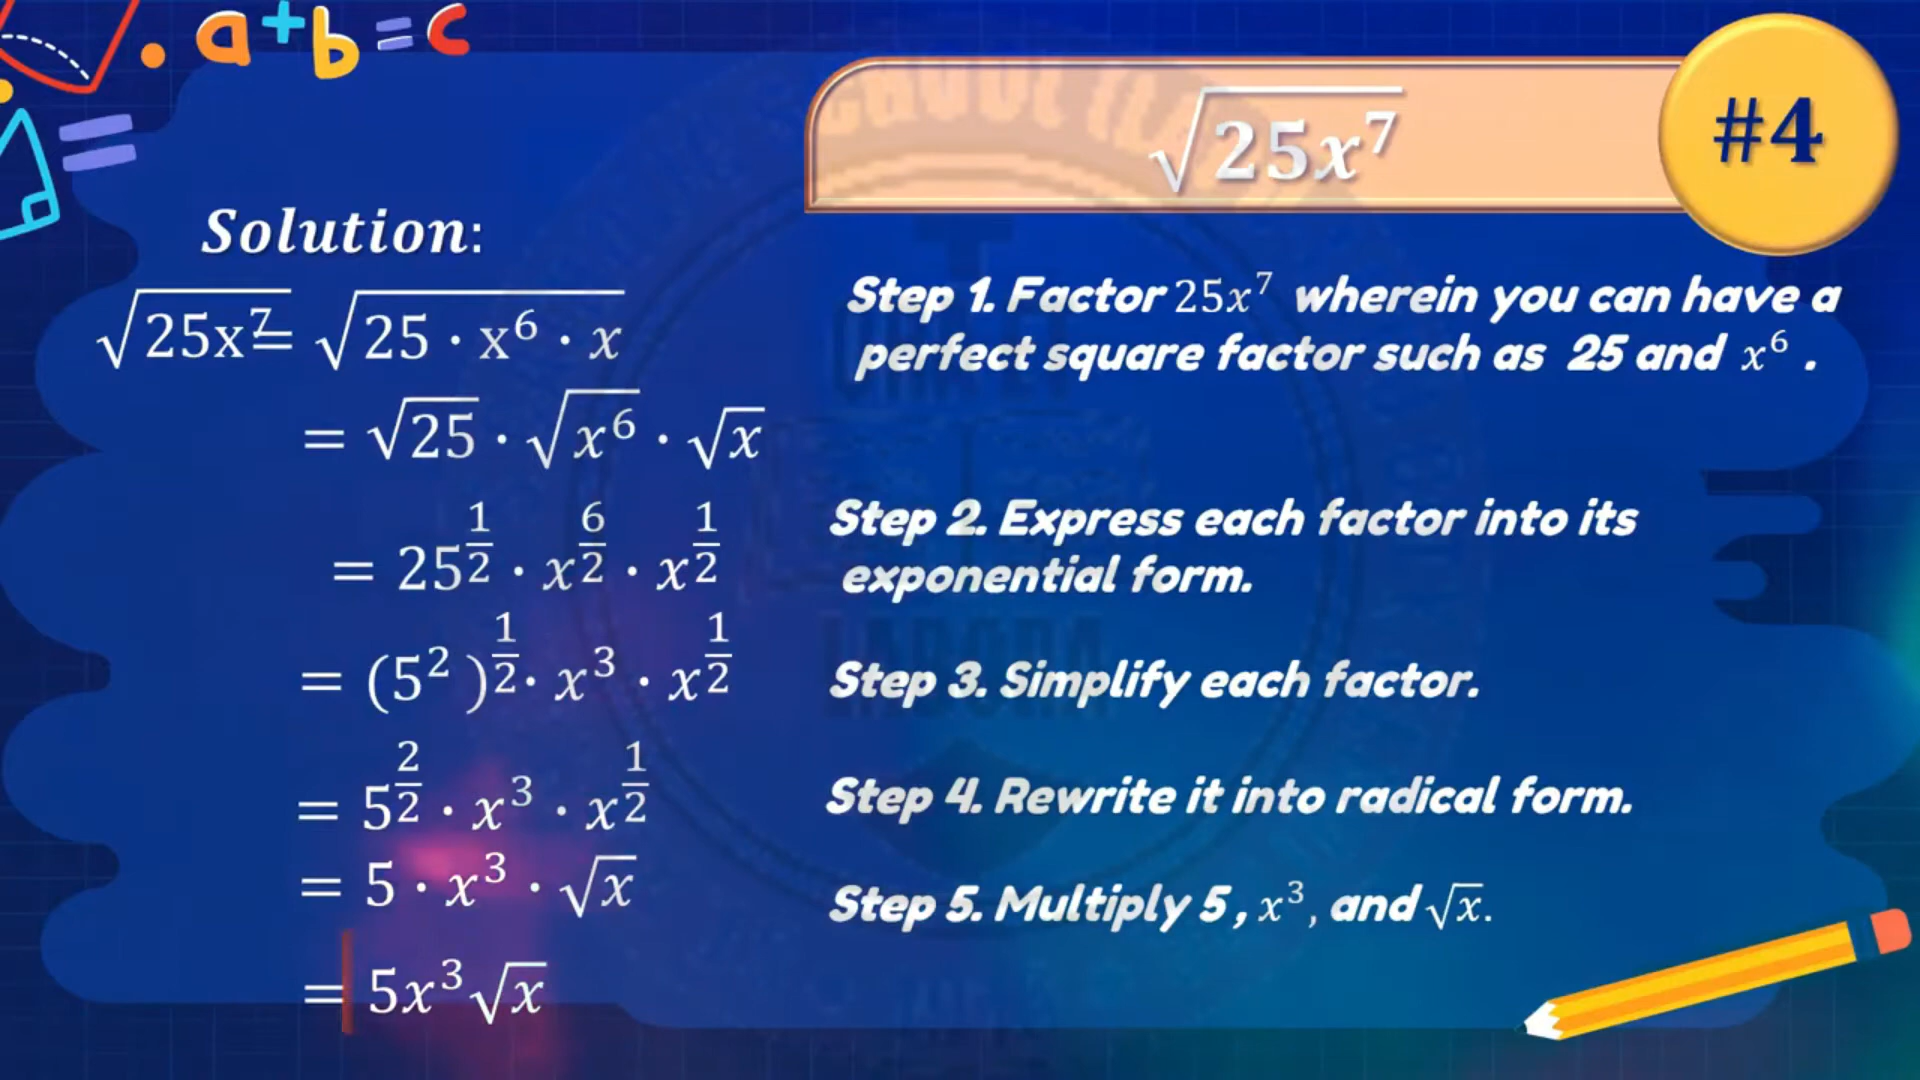 a+b=c
√25x⁷
#4
Solution:
√25x⁷ = √25 · x⁶ · x
= √25 · √x⁶ · √x
= 25^(1/2) · x^(6/2) · x^(1/2)
= (5²)^(1/2) · x³ · x^(1/2)
= 5^(2/2) · x³ · x^(1/2)
= 5 · x³ · √x
= 5x³√x
Step 1. Factor 25x⁷ wherein you can have a
perfect square factor such as 25 and x⁶ .
Step 2. Express each factor into its
exponential form.
Step 3. Simplify each factor.
Step 4. Rewrite it into radical form.
Step 5. Multiply 5 , x³, and √x.